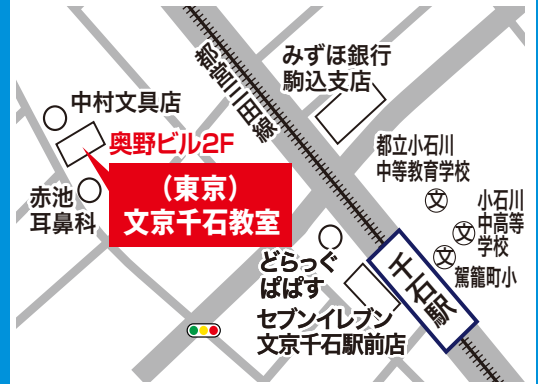 都営三田線
みずほ銀行
駒込支店
中村文具店
奥野ビル2F
(東京)
文京千石教室
赤池
耳鼻科
都立小石川
中等教育学校
文
小石川
中高等
学校
文
文
駕籠町小
どらっぐ
ぱぱす
千石駅
セブンイレブン
文京千石駅前店